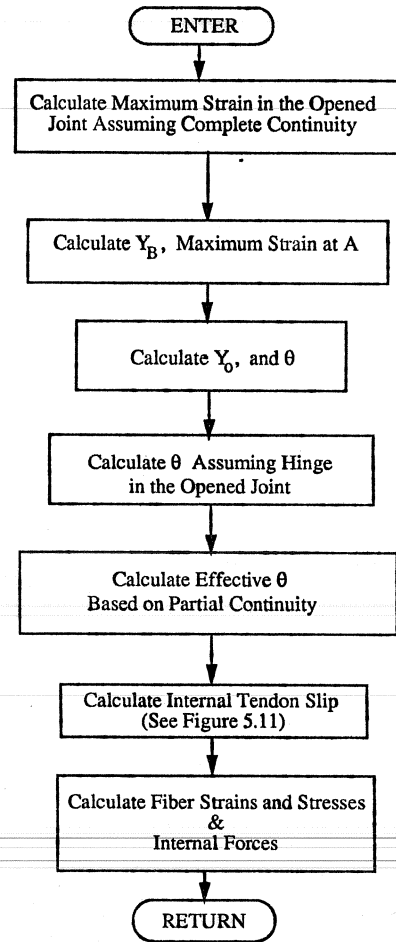 ENTER
Calculate Maximum Strain in the Opened
Joint Assuming Complete Continuity
Calculate Y_B, Maximum Strain at A
Calculate Y_o, and θ
Calculate θ Assuming Hinge
in the Opened Joint
Calculate Effective θ
Based on Partial Continuity
Calculate Internal Tendon Slip
(See Figure 5.11)
Calculate Fiber Strains and Stresses
&
Internal Forces
RETURN